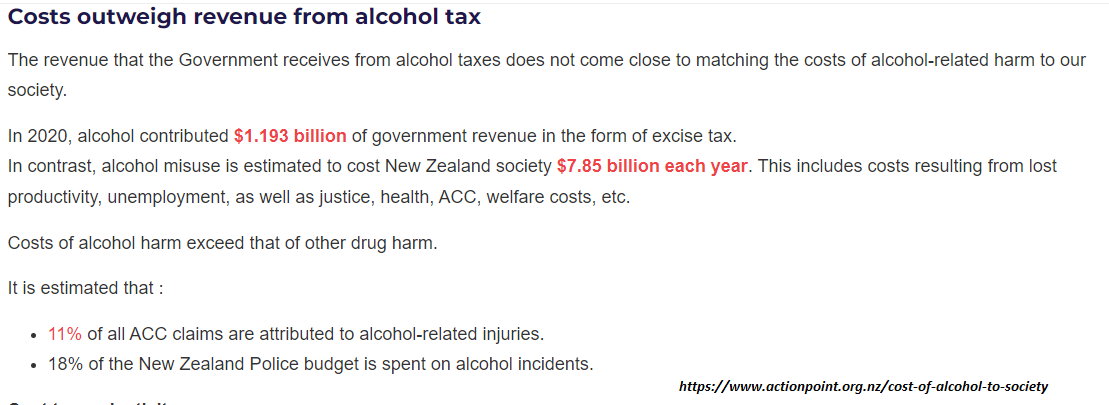 Costs outweigh revenue from alcohol tax
The revenue that the Government receives from alcohol taxes does not come close to matching the costs of alcohol-related harm to our
society.
In 2020, alcohol contributed $1.193 billion of government revenue in the form of excise tax.
In contrast, alcohol misuse is estimated to cost New Zealand society $7.85 billion each year. This includes costs resulting from lost
productivity, unemployment, as well as justice, health, ACC, welfare costs, etc.
Costs of alcohol harm exceed that of other drug harm.
It is estimated that :
• 11% of all ACC claims are attributed to alcohol-related injuries.
• 18% of the New Zealand Police budget is spent on alcohol incidents.
https://www.actionpoint.org.nz/cost-of-alcohol-to-society